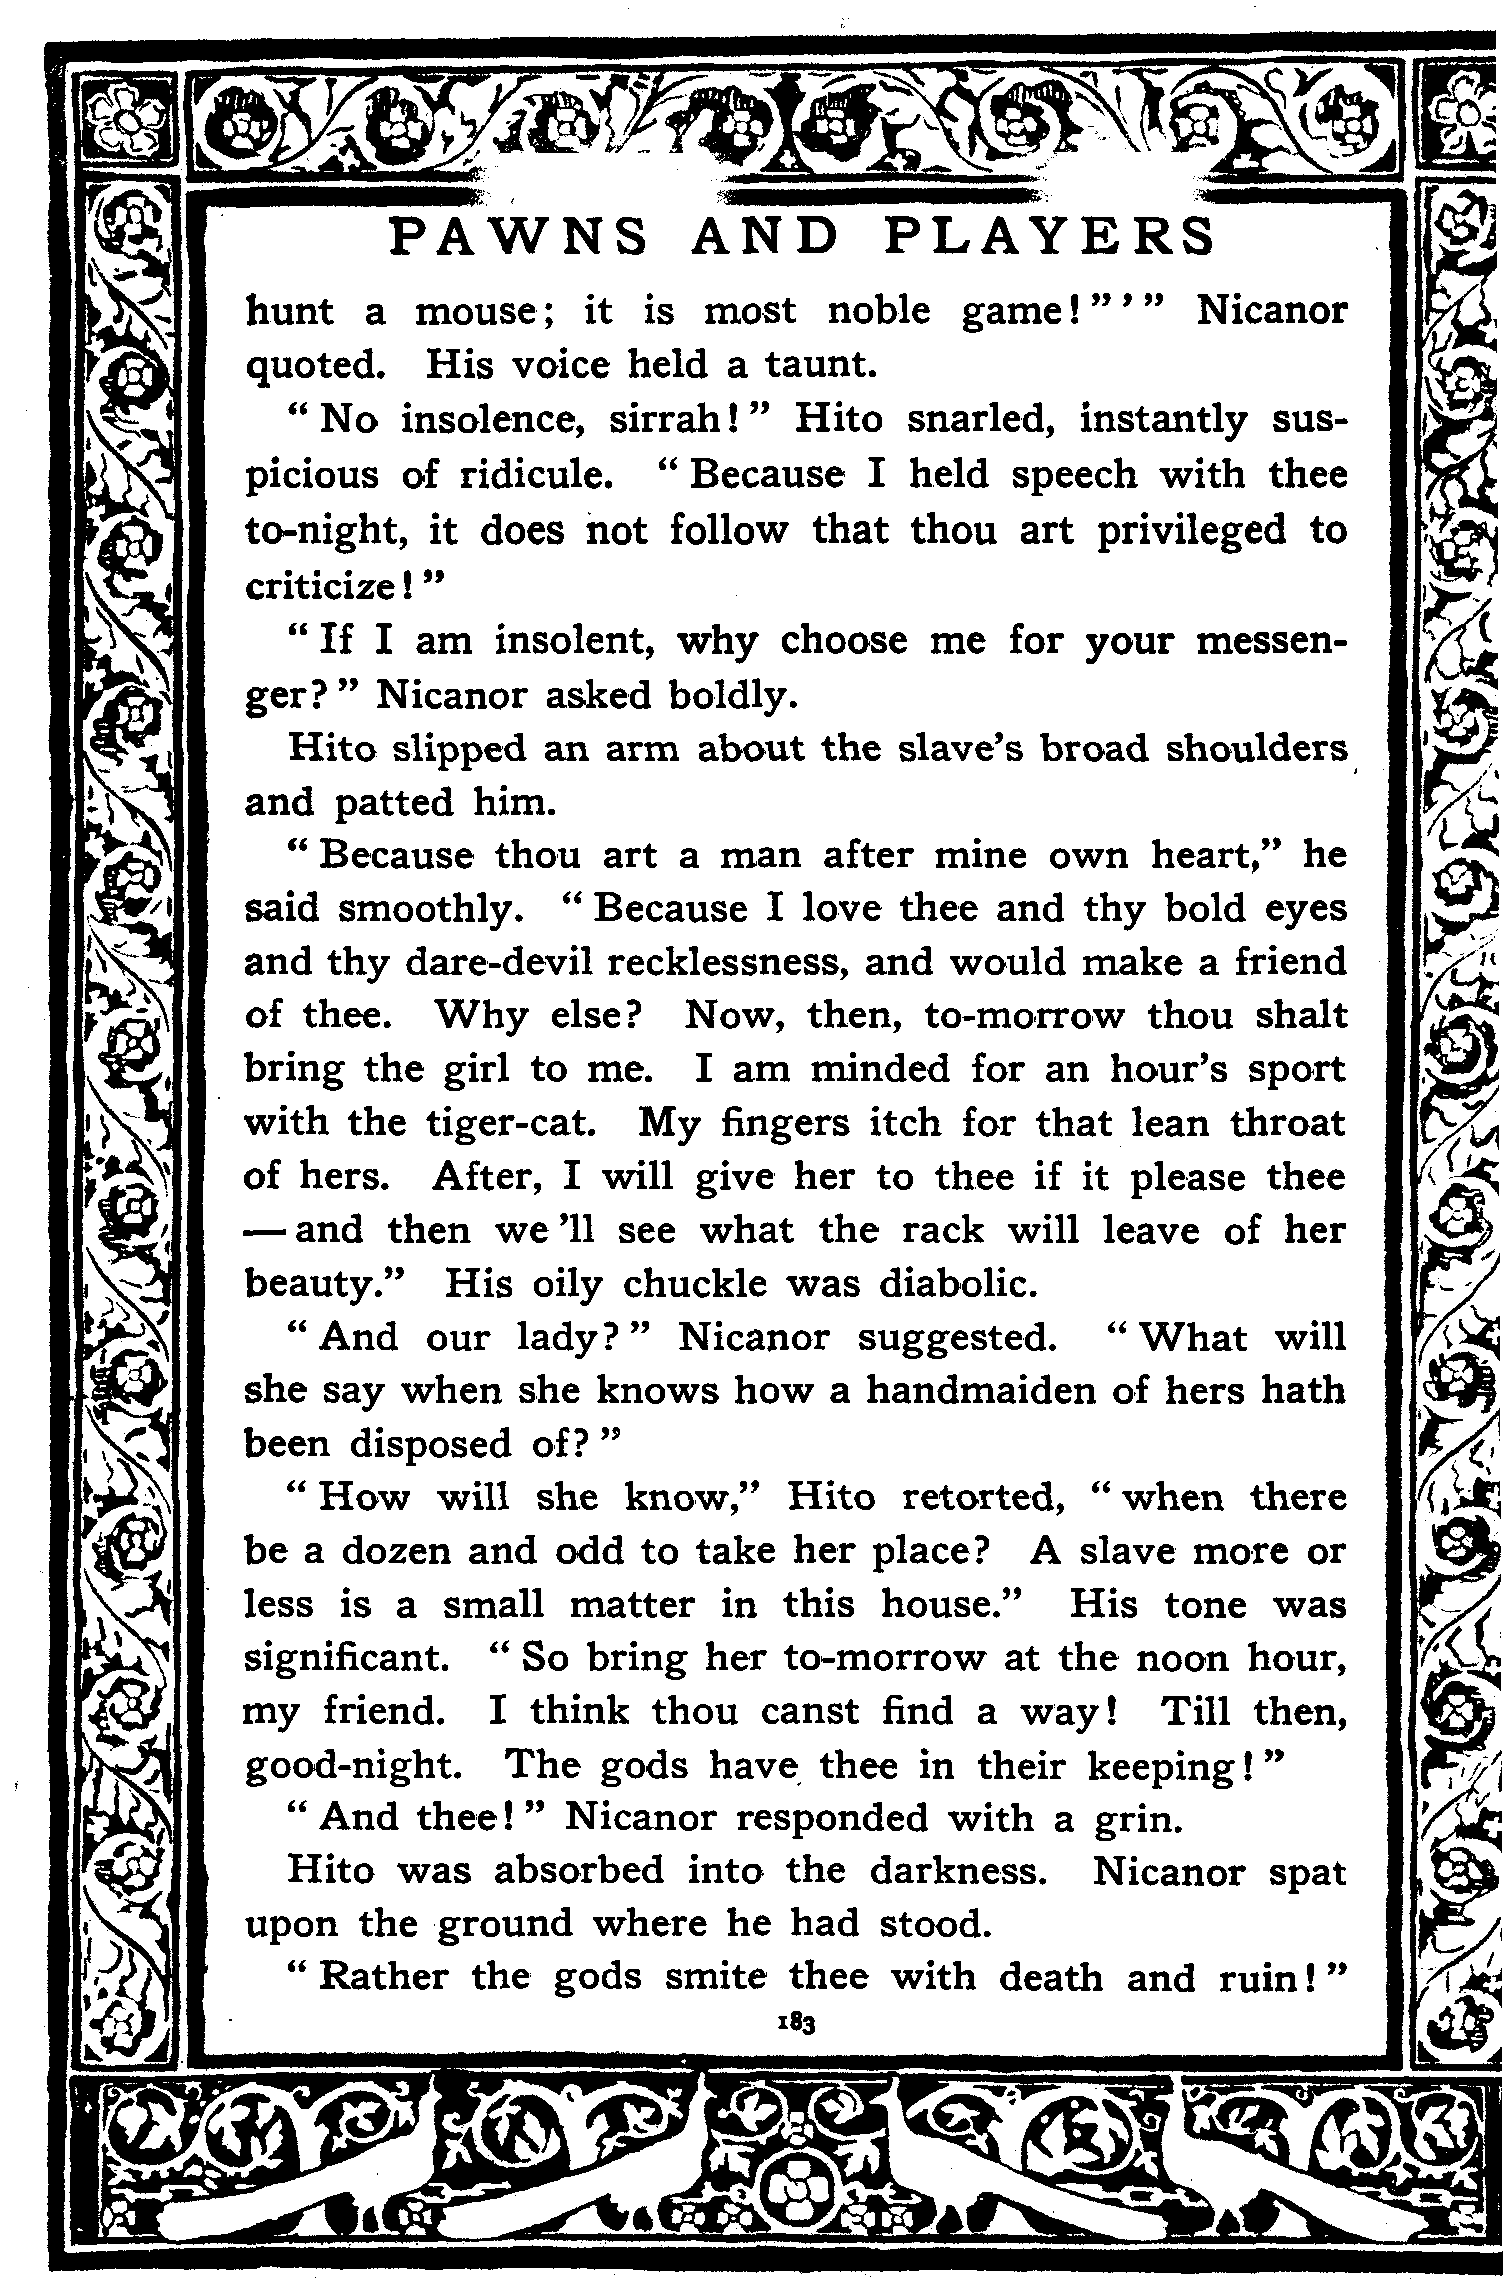 PAWNS AND PLAYERS
hunt a mouse; it is most noble game!”’” Nicanor
quoted. His voice held a taunt.
“ No insolence, sirrah! ” Hito snarled, instantly sus-
picious of ridicule. “ Because I held speech with thee
to-night, it does not follow that thou art privileged to
criticize! ”
“ If I am insolent, why choose me for your messen-
ger? ” Nicanor asked boldly.
Hito slipped an arm about the slave’s broad shoulders
and patted him.
“ Because thou art a man after mine own heart,” he
said smoothly. “ Because I love thee and thy bold eyes
and thy dare-devil recklessness, and would make a friend
of thee. Why else? Now, then, to-morrow thou shalt
bring the girl to me. I am minded for an hour’s sport
with the tiger-cat. My fingers itch for that lean throat
of hers. After, I will give her to thee if it please thee
— and then we ’ll see what the rack will leave of her
beauty.” His oily chuckle was diabolic.
“ And our lady? ” Nicanor suggested. “ What will
she say when she knows how a handmaiden of hers hath
been disposed of? ”
“ How will she know,” Hito retorted, “ when there
be a dozen and odd to take her place? A slave more or
less is a small matter in this house.” His tone was
significant. “ So bring her to-morrow at the noon hour,
my friend. I think thou canst find a way! Till then,
good-night. The gods have thee in their keeping! ”
“ And thee! ” Nicanor responded with a grin.
Hito was absorbed into the darkness. Nicanor spat
upon the ground where he had stood.
“ Rather the gods smite thee with death and ruin! ”
183